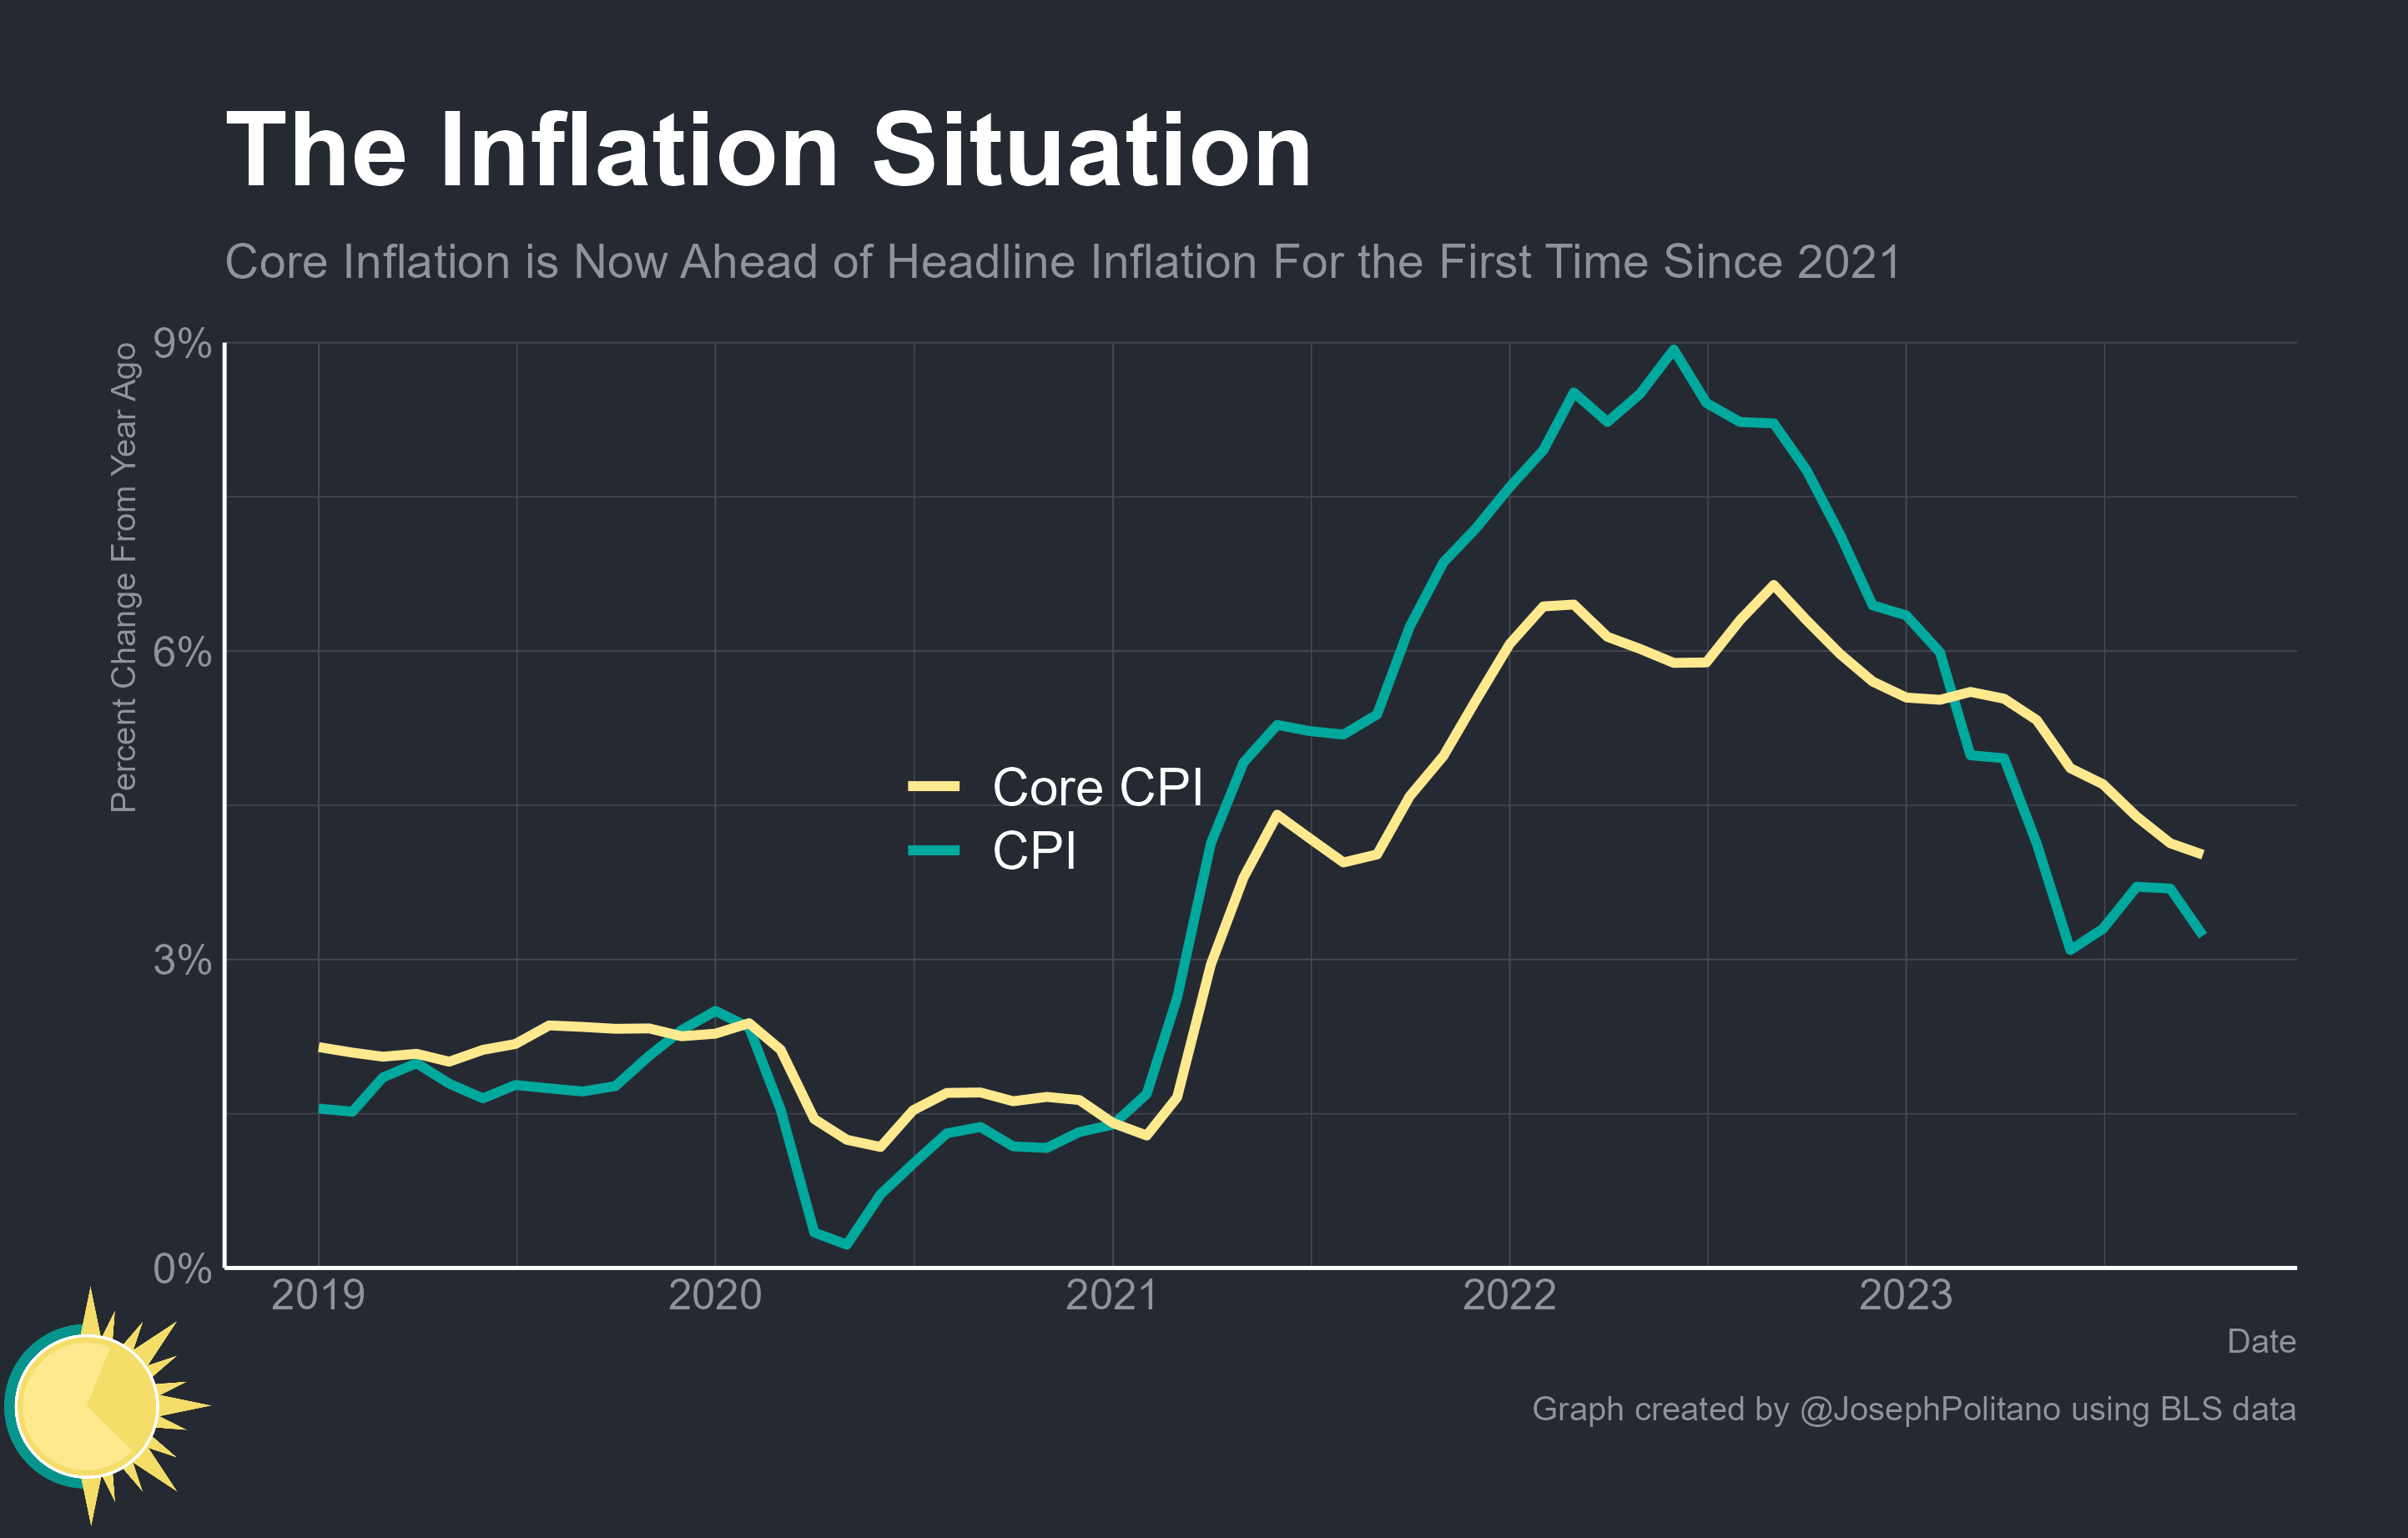 The Inflation Situation
Core Inflation is Now Ahead of Headline Inflation For the First Time Since 2021
Percent Change From Year Ago
9%
6%
3%
0%
Core CPI
CPI
2019 2020 2021 2022 2023
Date
Graph created by @JosephPolitano using BLS data